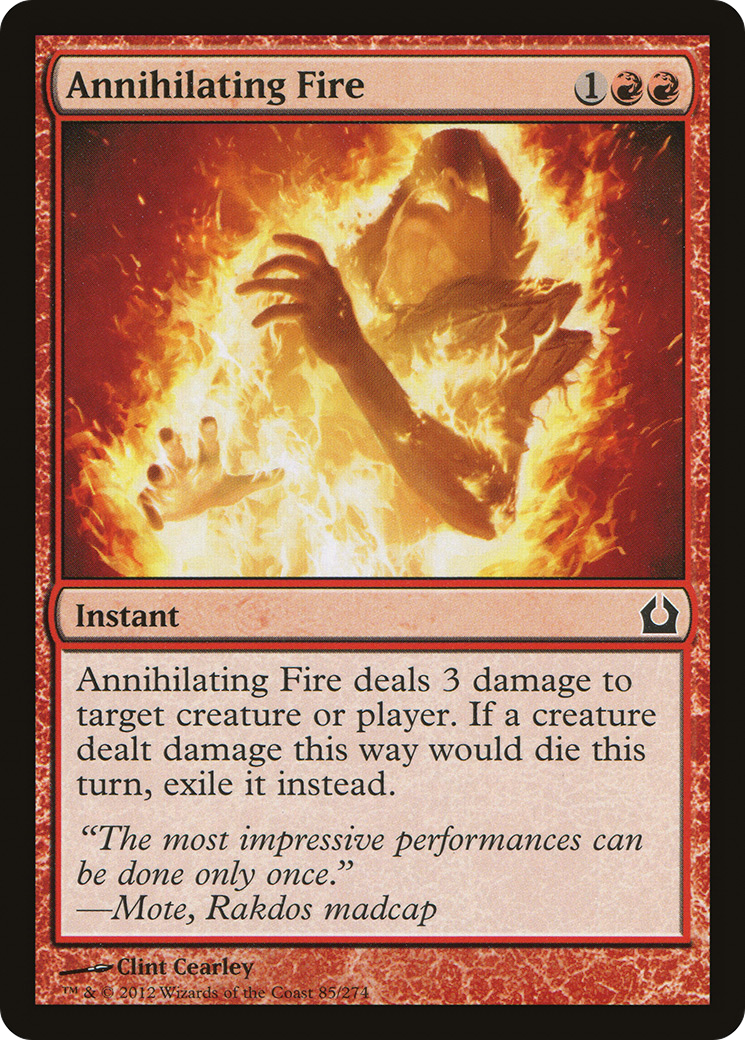 Annihilating Fire 1
Instant
Annihilating Fire deals 3 damage to
target creature or player. If a creature
dealt damage this way would die this
turn, exile it instead.
“The most impressive performances can
be done only once.”
—Mote, Rakdos madcap
Clint Cearley
™ & © 2012 Wizards of the Coast 85/274